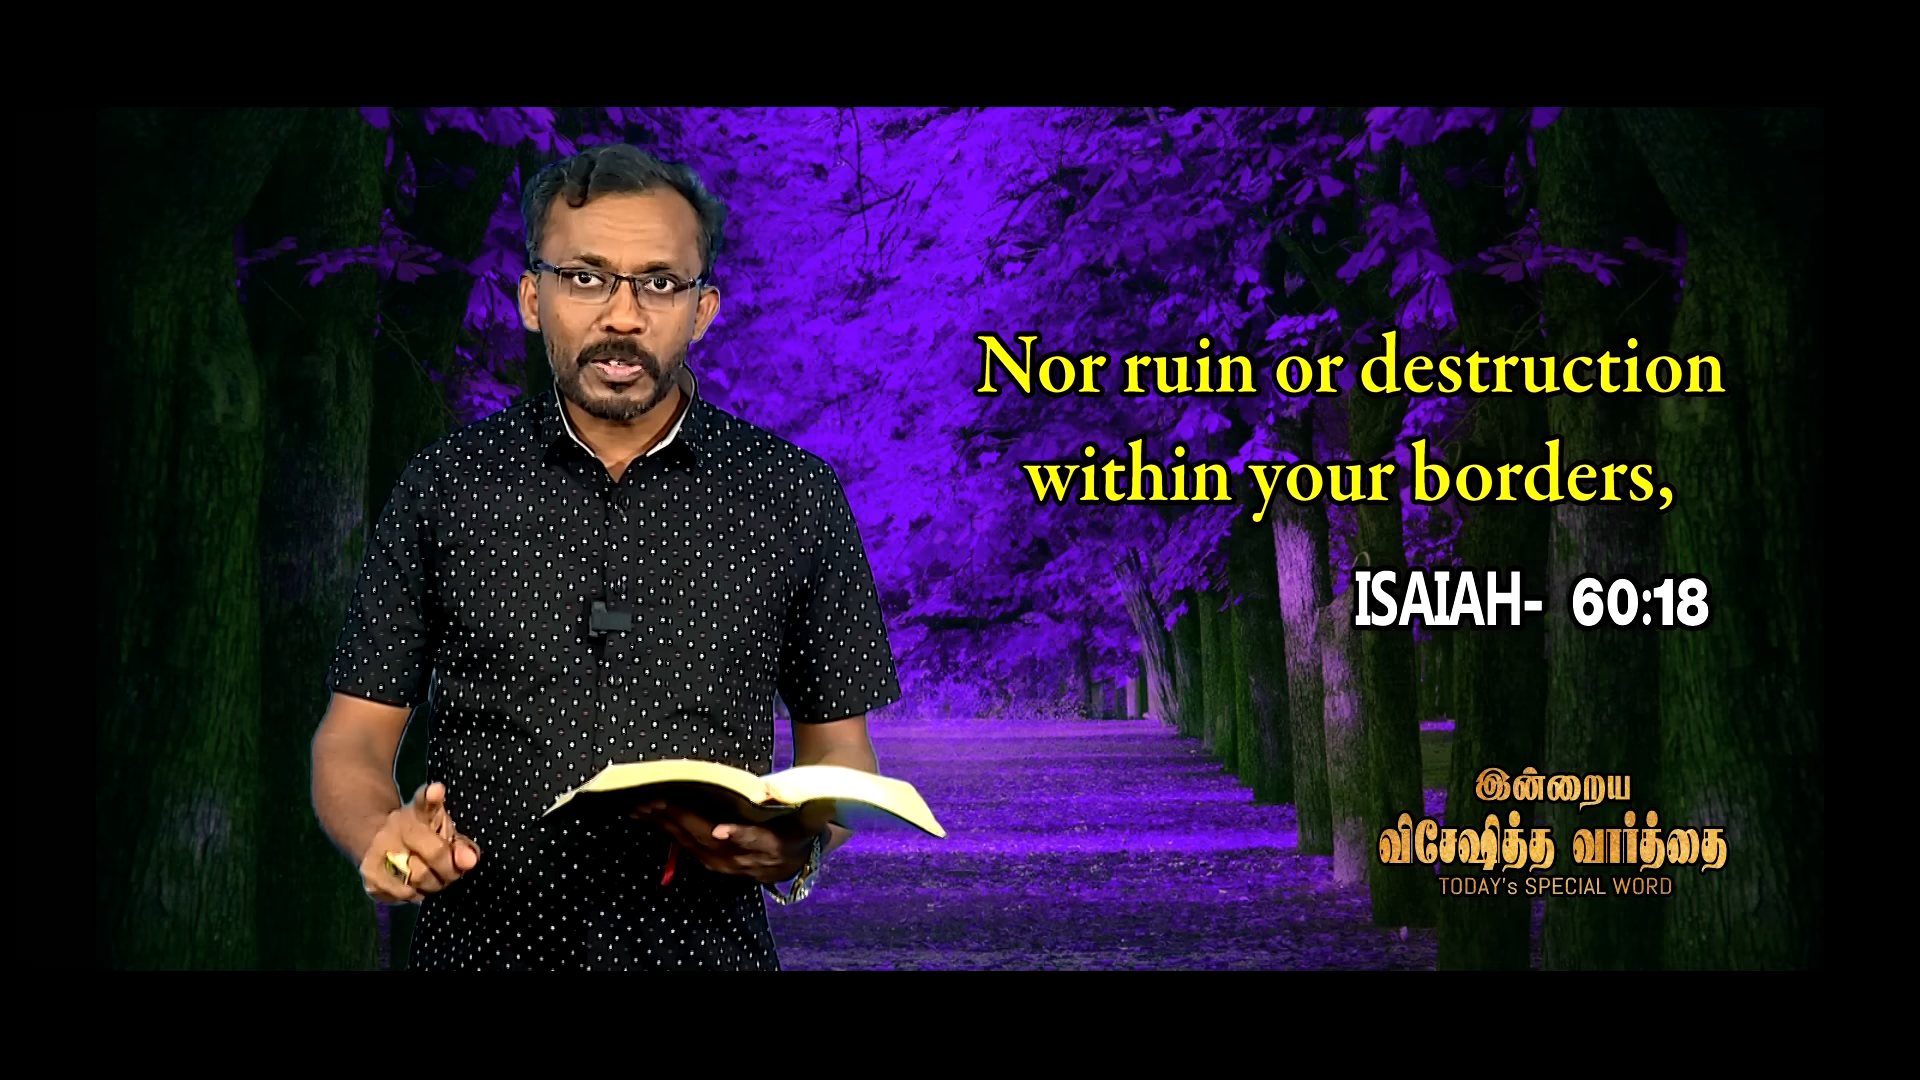 Nor ruin or destruction
within your borders,
ISAIAH- 60:18
இன்றைய
விசேஷித்த வார்த்தை
TODAY's SPECIAL WORD